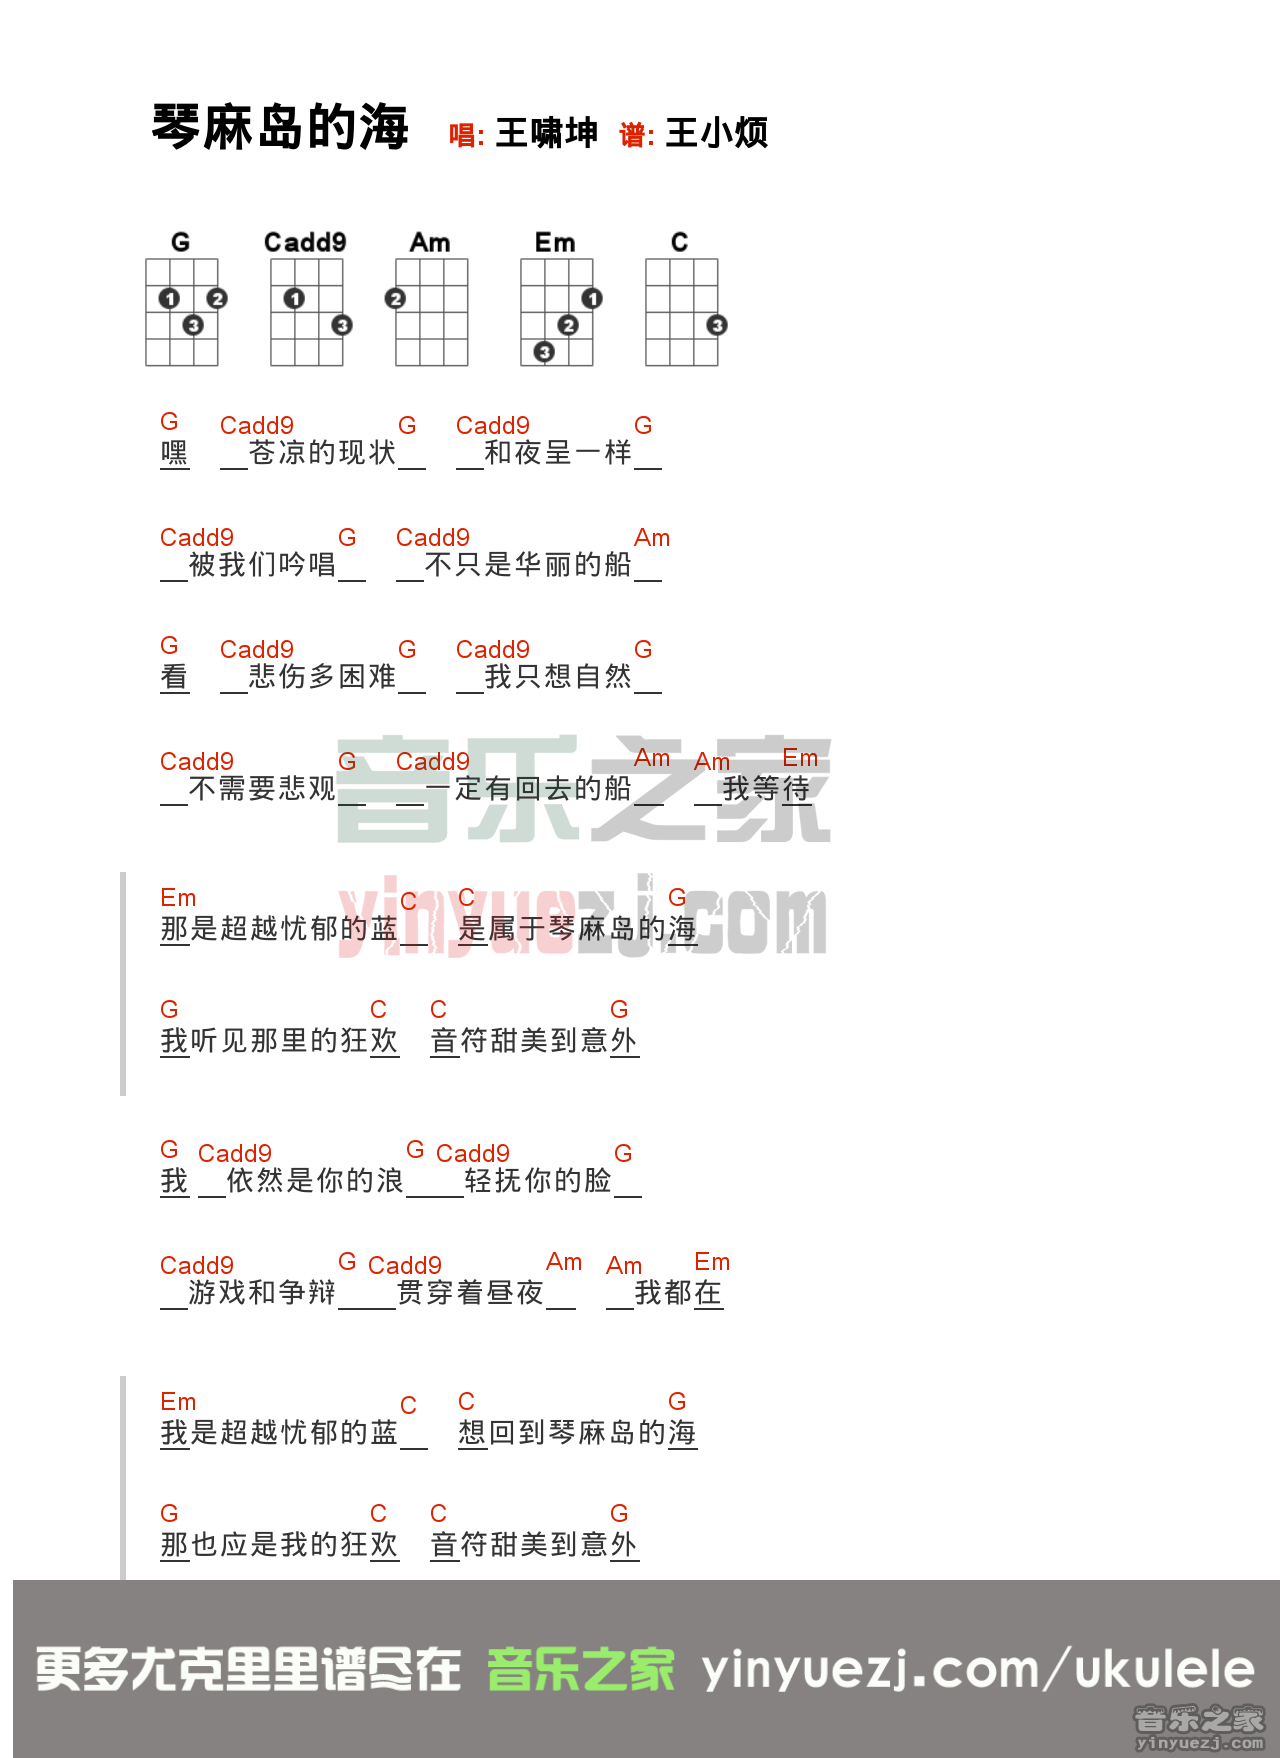 琴麻岛的海 唱: 王啸坤 谱: 王小烦
G Cadd9 Am Em C
1 2 3 1 3 2 1 2 3 3
G Cadd9 G Cadd9 G
嘿 __苍凉的现状__ __和夜呈一样__
Cadd9 G Cadd9 Am
__被我们吟唱__ __不只是华丽的船__
G Cadd9 G Cadd9 G
看 __悲伤多困难__ __我只想自然__
Cadd9 G Cadd9 Am Am Em
__不需要悲观__ __一定有回去的船__ __我等待
音乐之家
Em C C G
那是超越忧郁的蓝__ 是属于琴麻岛的海
yinyuezj.com
G C C G
我听见那里的狂欢 音符甜美到意外
G Cadd9 G Cadd9 G
我 __依然是你的浪____轻抚你的脸__
Cadd9 G Cadd9 Am Am Em
__游戏和争辩____贯穿着昼夜__ __我都在
Em C C G
我是超越忧郁的蓝__ 想回到琴麻岛的海
G C C G
那也应是我的狂欢 音符甜美到意外
更多尤克里里谱尽在 音乐之家 yinyuezj.com/ukulele
音乐之家
yinyuezj.com